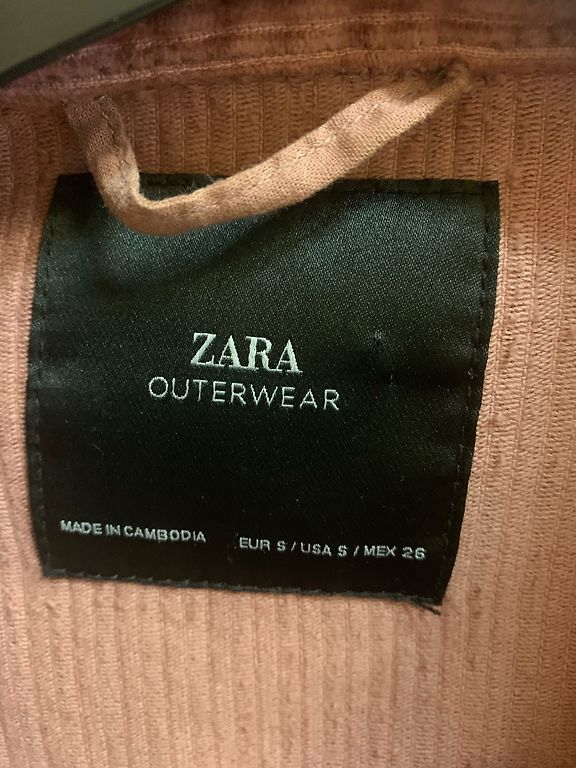 ZARA
OUTERWEAR
MADE IN CAMBODIA
EUR S / USA S / MEX 26